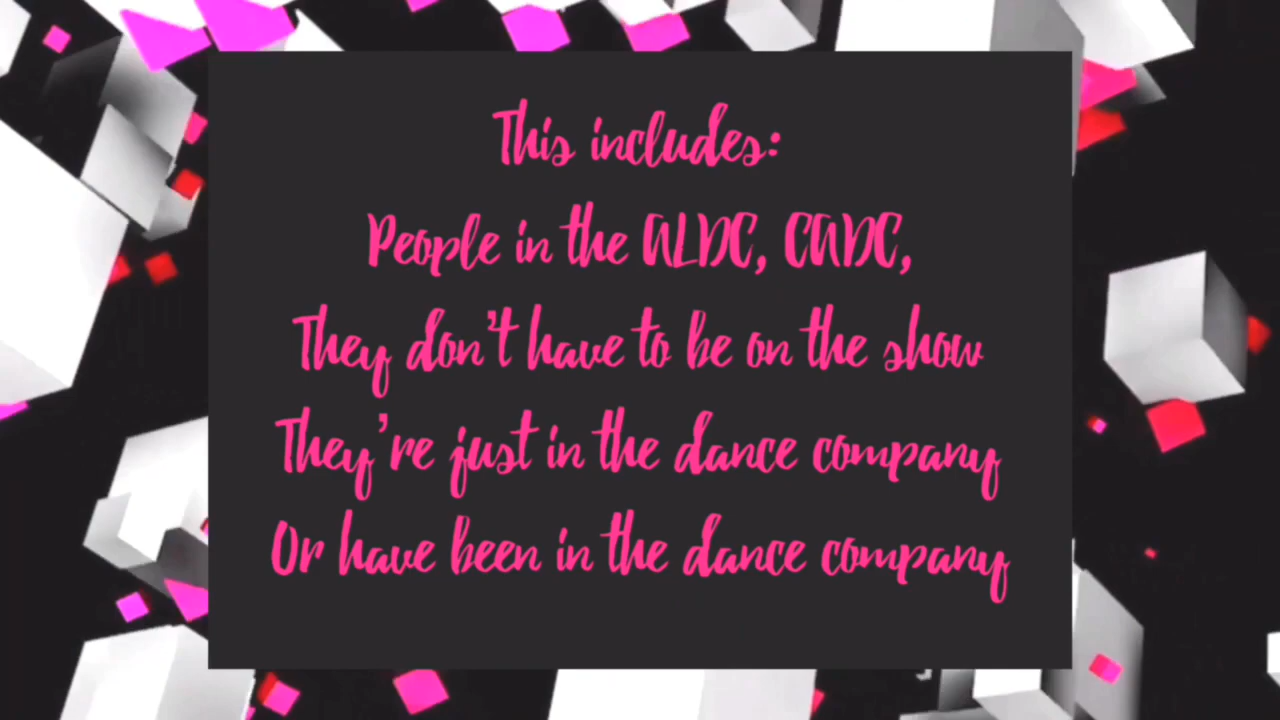 This includes:
People in the ALDC, CADC,
They don't have to be on the show
They're just in the dance company
Or have been in the dance company